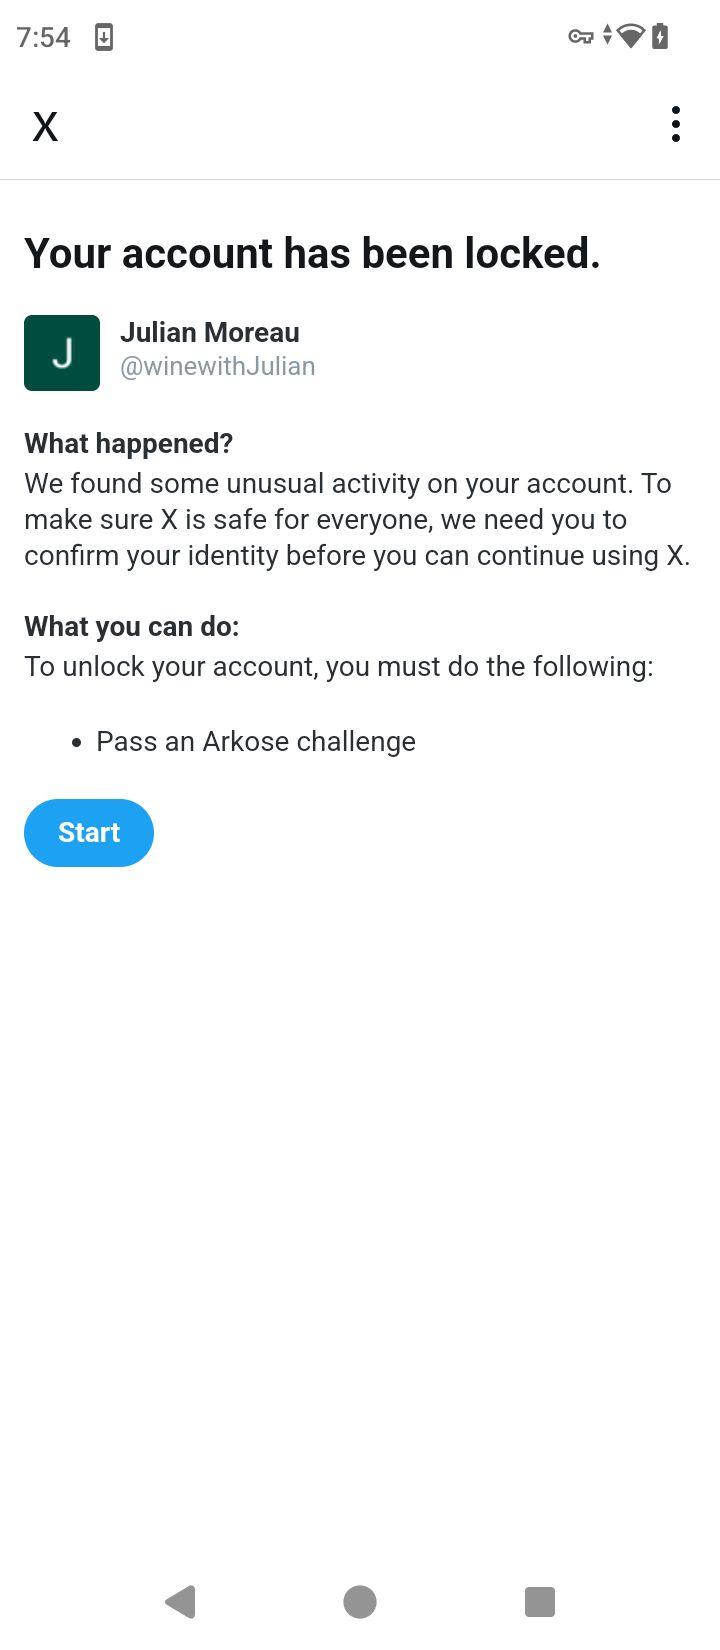 7:54
X
Your account has been locked.
J
Julian Moreau
@winewithJulian
What happened?
We found some unusual activity on your account. To
make sure X is safe for everyone, we need you to
confirm your identity before you can continue using X.
What you can do:
To unlock your account, you must do the following:
• Pass an Arkose challenge
Start